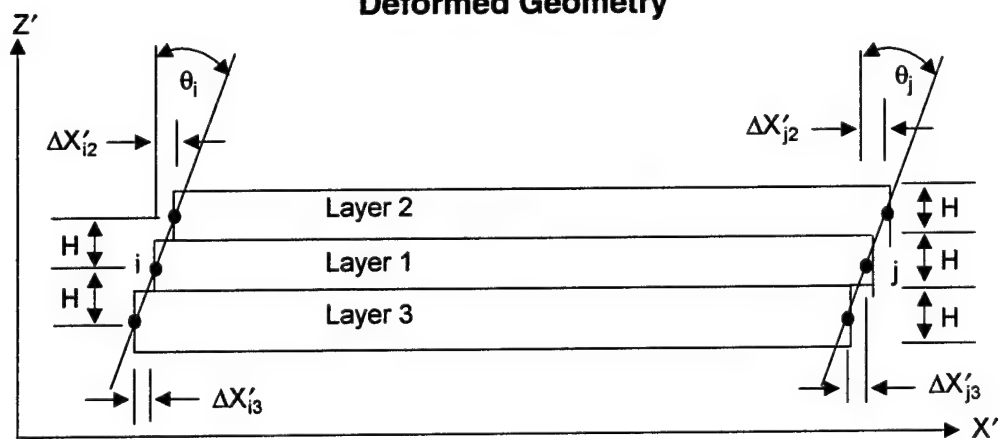 Deformed Geometry
Z′
θi
θj
ΔX′i2
ΔX′j2
Layer 2
H
H
i
Layer 1
j
H
H
Layer 3
H
ΔX′i3
ΔX′j3
X′